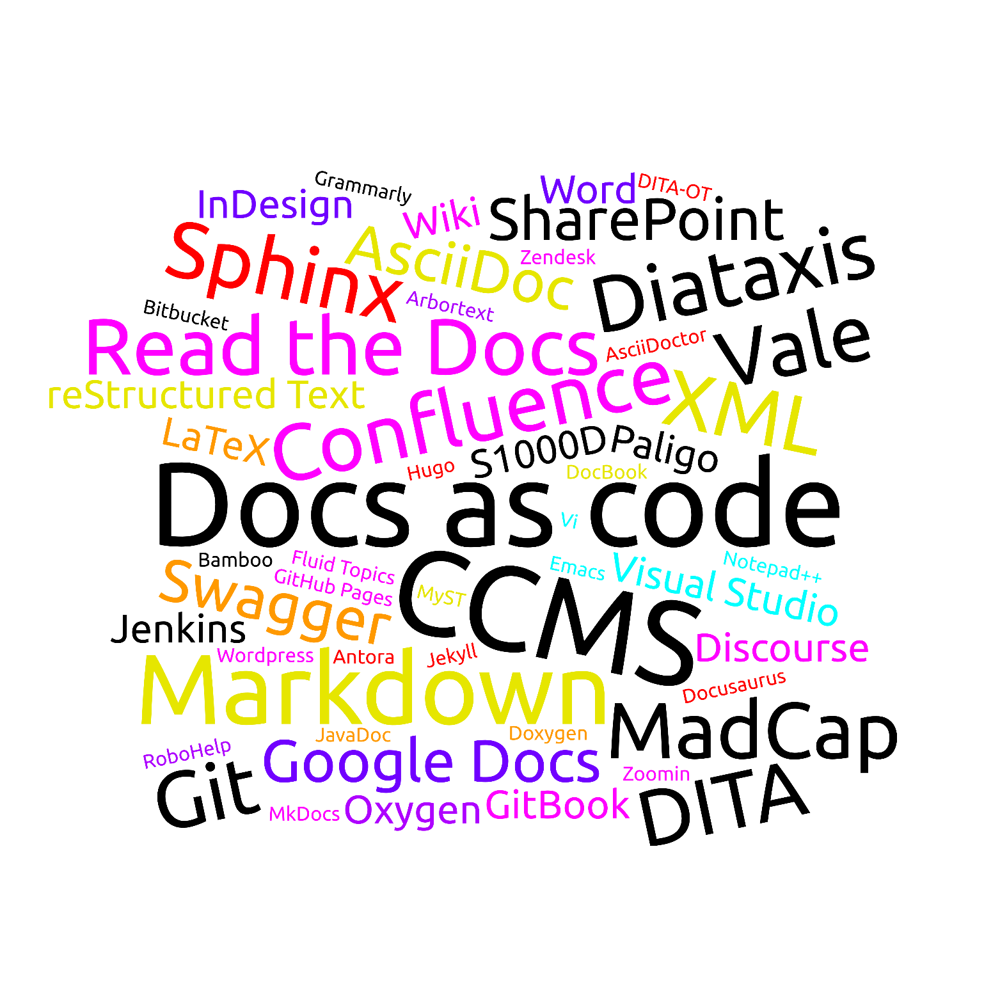 Grammarly
Word
DITA-OT
InDesign
Wiki
SharePoint
Sphinx
AsciiDoc
Zendesk
Diataxis
Bitbucket
Arbortext
Read the Docs
AsciiDoctor
Vale
reStructured Text
Confluence
XML
LaTeX
S1000D
Paligo
Hugo
DocBook
Docs as code
Vi
Bamboo
Fluid Topics
GitHub Pages
Swagger
MyST
CCMS
Emacs
Visual Studio
Notepad++
Jenkins
Wordpress
Antora
Jekyll
Discourse
Markdown
Docusaurus
MadCap
JavaDoc
Doxygen
RoboHelp
Google Docs
Git
Zoomin
DITA
MkDocs
Oxygen
GitBook